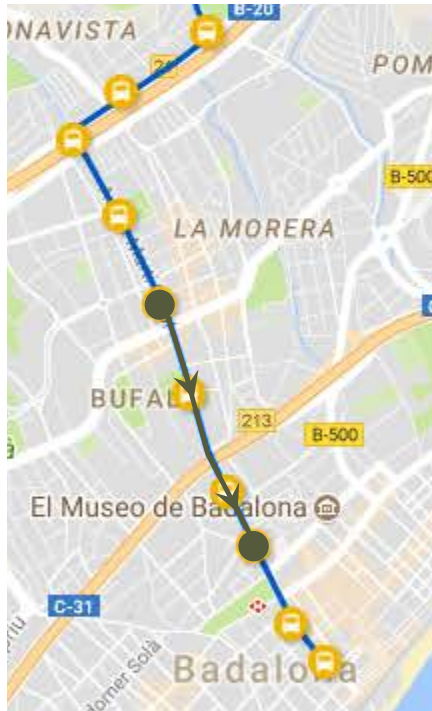 B-20
ONAVISTA
POM
B-500
LA MORERA
BUFAL
213
B-500
El Museo de Badalona
C-31
Badalona